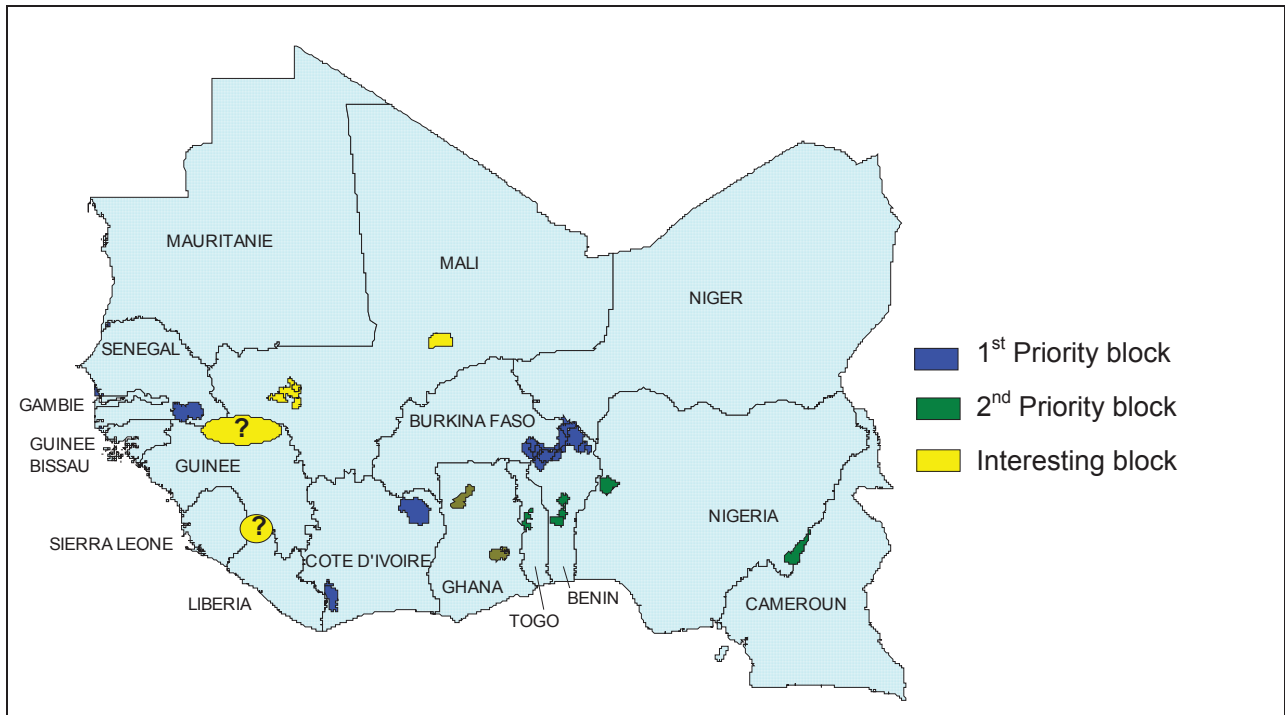 MAURITANIE
MALI
NIGER
SENEGAL
GAMBIE
GUINEE
BISSAU
?
GUINEE
BURKINA FASO
NIGERIA
SIERRA LEONE
?
COTE D'IVOIRE
GHANA
LIBERIA
TOGO
BENIN
CAMEROUN
1st Priority block
2nd Priority block
Interesting block